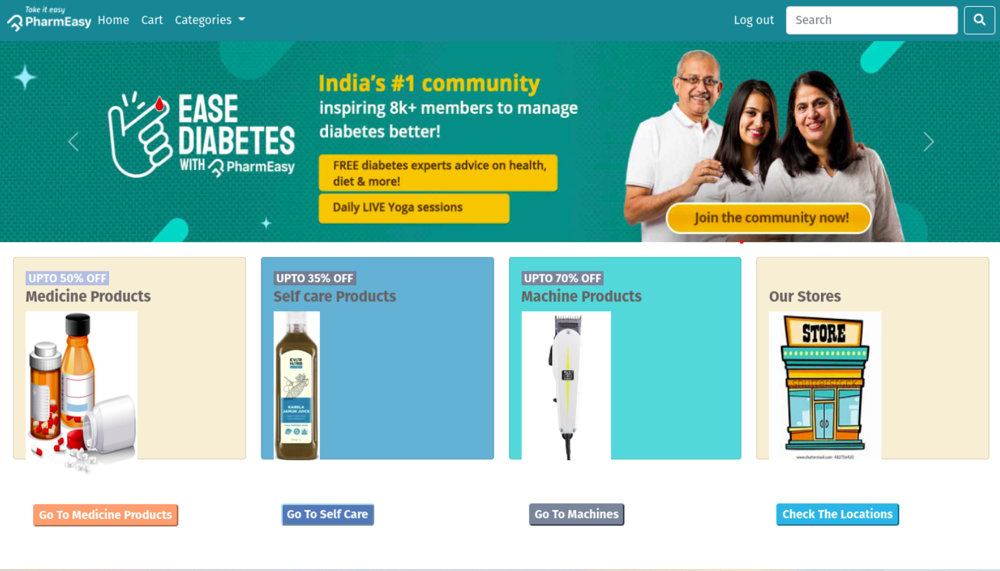 Take it easy
PharmEasy
Home
Cart
Categories
Log out
Search
EASE
DIABETES
WITH PharmEasy
India's #1 community
inspiring 8k+ members to manage
diabetes better!
FREE diabetes experts advice on health,
diet & more!
Daily LIVE Yoga sessions
Join the community now!
UPTO 50% OFF
Medicine Products
UPTO 35% OFF
Self care Products
EVER
HERB
KARELA
JAMUN JUICE
UPTO 70% OFF
Machine Products
Our Stores
STORE
shutterstock
www.shutterstock.com · 482716420
Go To Medicine Products
Go To Self Care
Go To Machines
Check The Locations